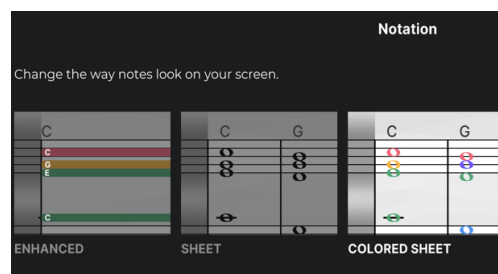 Notation
Change the way notes look on your screen.
C
C G
C G
C
G
E
C
ENHANCED SHEET COLORED SHEET